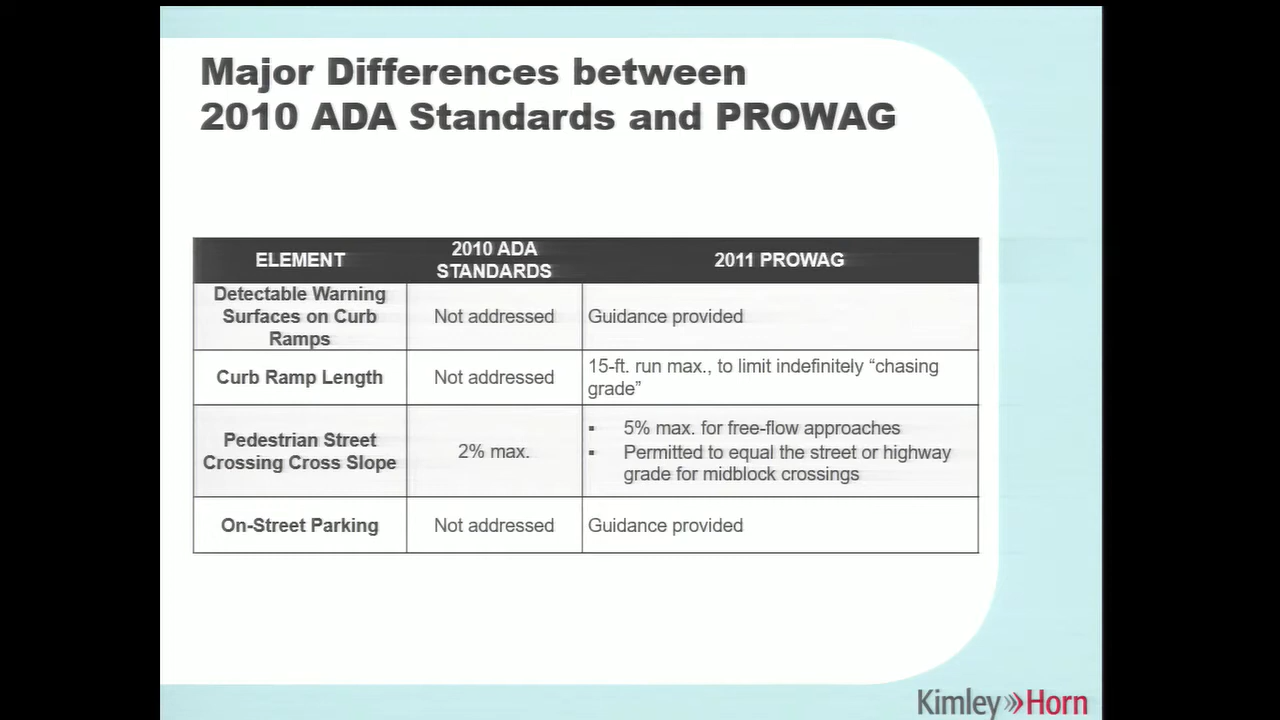 Major Differences between
2010 ADA Standards and PROWAG
ELEMENT
2010 ADA
STANDARDS
2011 PROWAG
Detectable Warning
Surfaces on Curb
Ramps
Not addressed
Guidance provided
Curb Ramp Length
Not addressed
15-ft. run max., to limit indefinitely “chasing
grade”
Pedestrian Street
Crossing Cross Slope
2% max.
▪ 5% max. for free-flow approaches
▪ Permitted to equal the street or highway
grade for midblock crossings
On-Street Parking
Not addressed
Guidance provided
Kimley»Horn